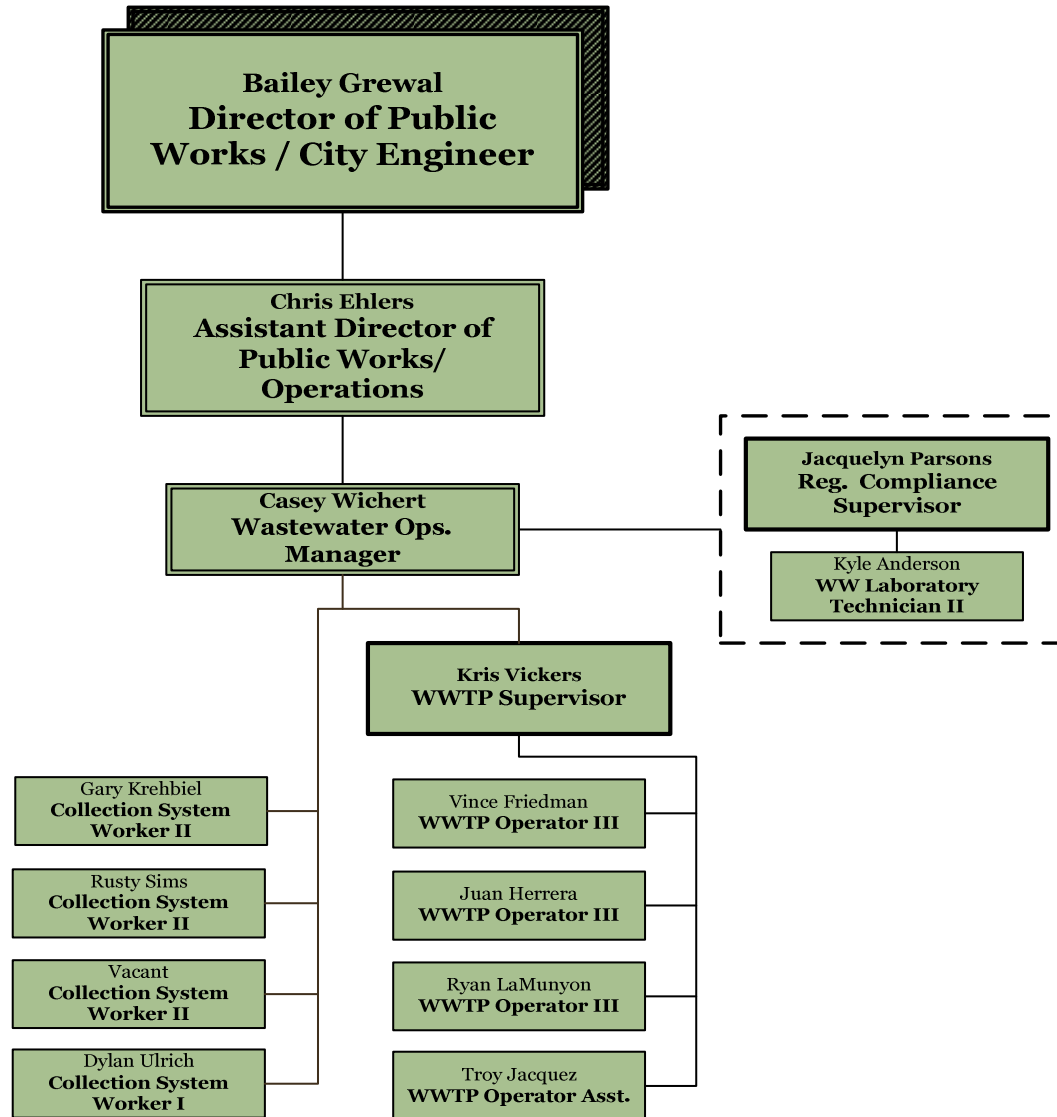 Bailey Grewal
Director of Public
Works / City Engineer
Chris Ehlers
Assistant Director of
Public Works/
Operations
Casey Wichert
Wastewater Ops.
Manager
Jacquelyn Parsons
Reg. Compliance
Supervisor
Kyle Anderson
WW Laboratory
Technician II
Kris Vickers
WWTP Supervisor
Gary Krehbiel
Collection System
Worker II
Rusty Sims
Collection System
Worker II
Vacant
Collection System
Worker II
Dylan Ulrich
Collection System
Worker I
Vince Friedman
WWTP Operator III
Juan Herrera
WWTP Operator III
Ryan LaMunyon
WWTP Operator III
Troy Jacquez
WWTP Operator Asst.